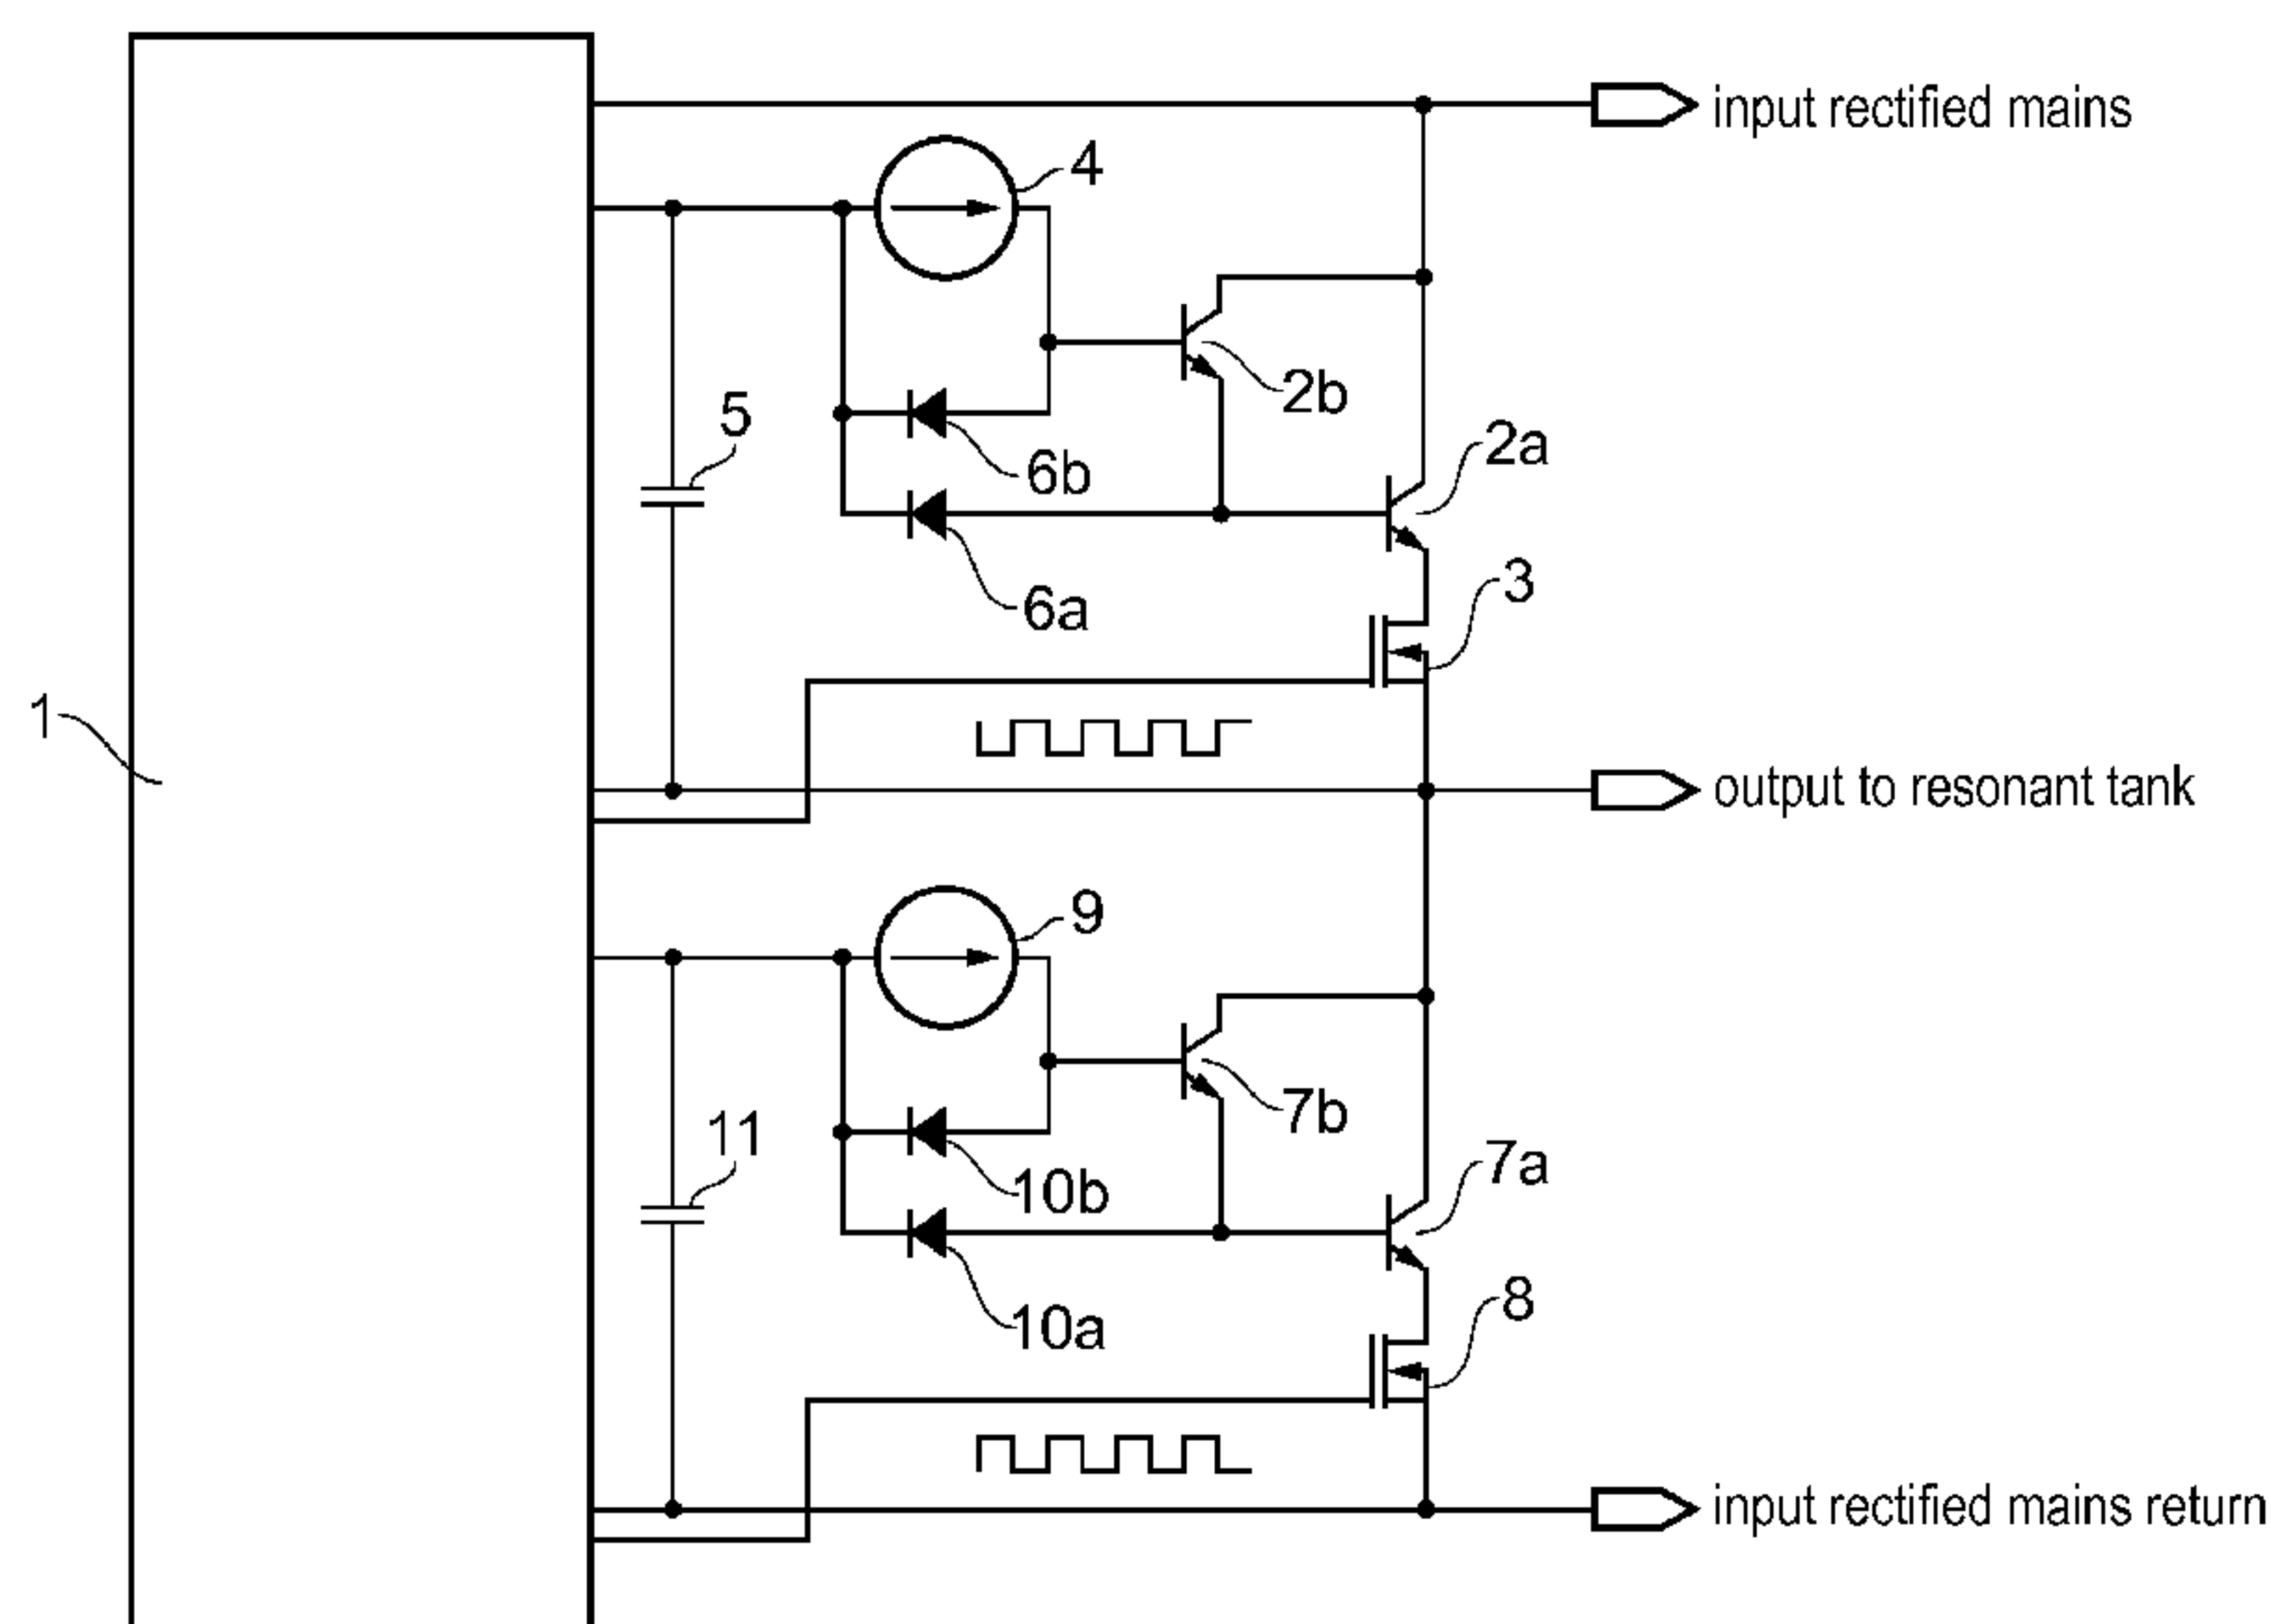 input rectified mains
4
2b
5
2a
6b
6a
3
1
output to resonant tank
9
7b
11
7a
10b
10a
8
input rectified mains return